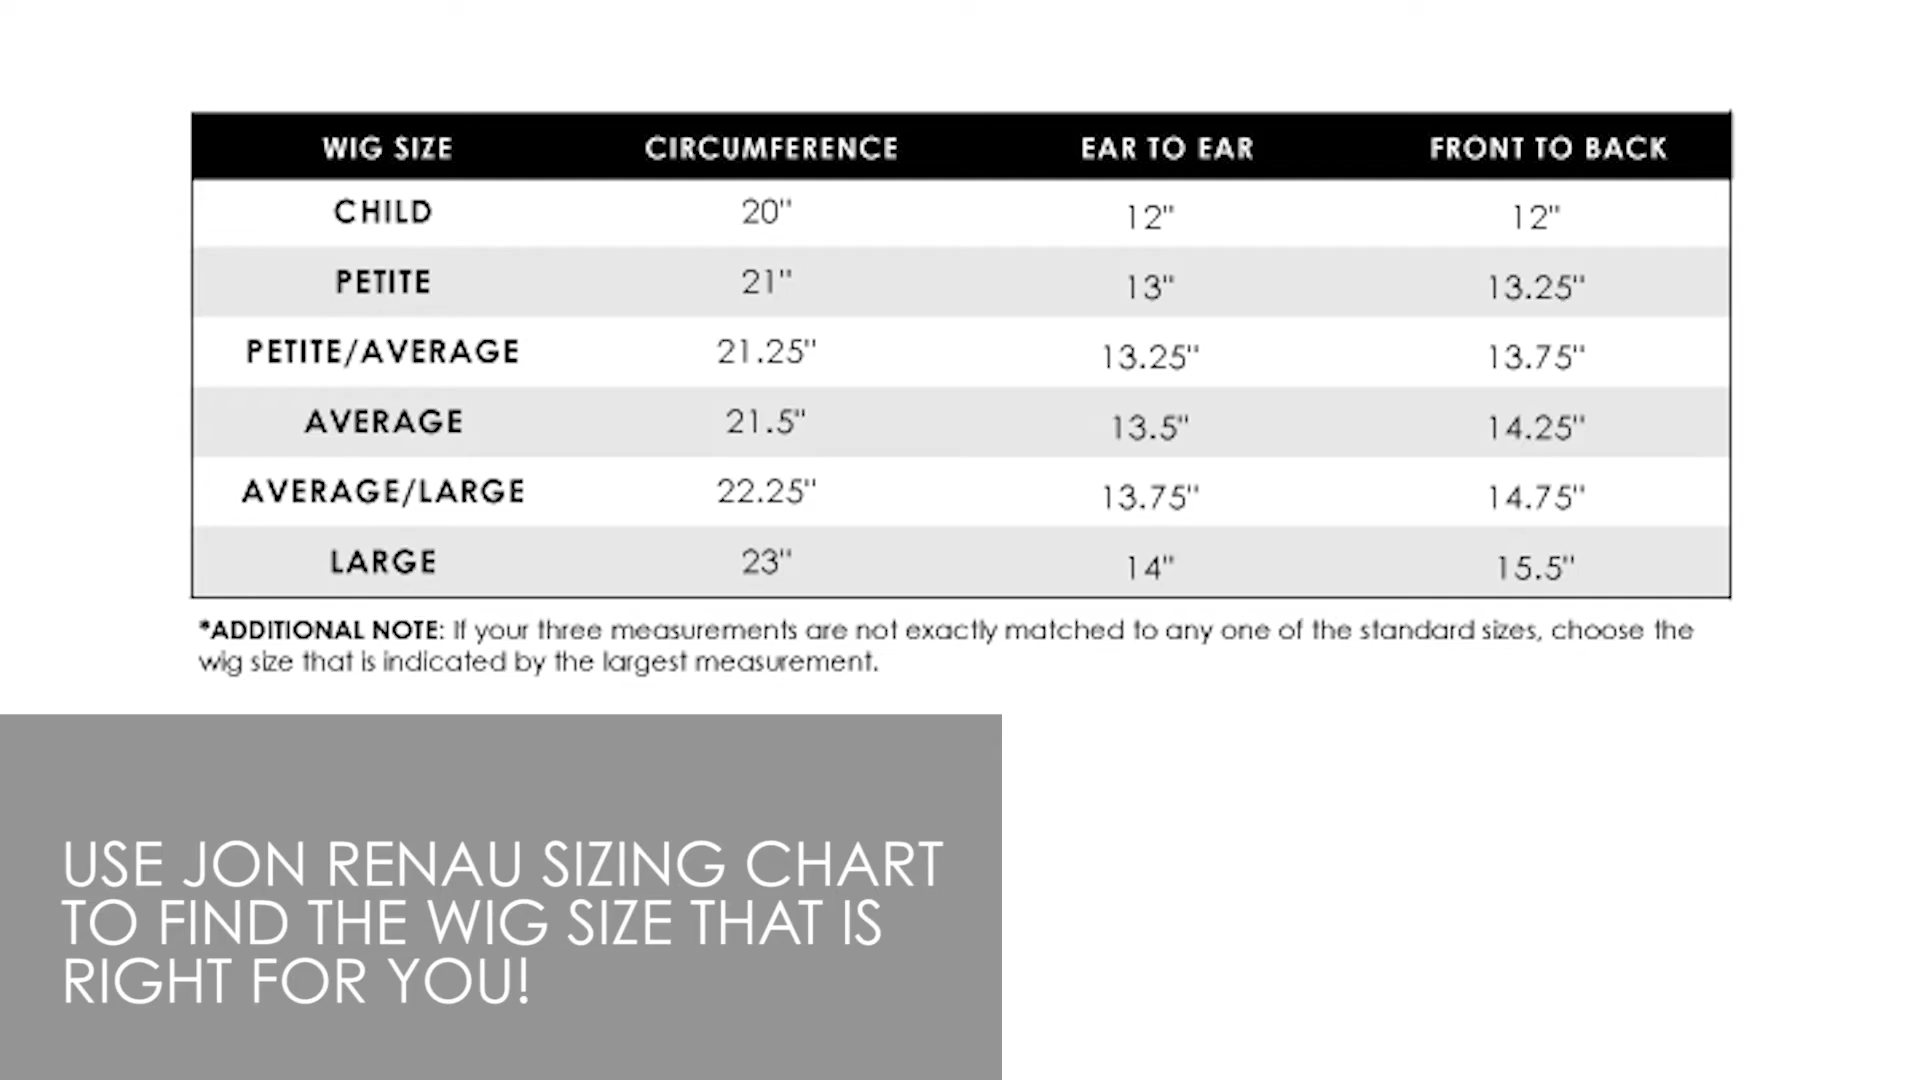 WIG SIZE CIRCUMFERENCE EAR TO EAR FRONT TO BACK
CHILD 20" 12" 12"
PETITE 21" 13" 13.25"
PETITE/AVERAGE 21.25" 13.25" 13.75"
AVERAGE 21.5" 13.5" 14.25"
AVERAGE/LARGE 22.25" 13.75" 14.75"
LARGE 23" 14" 15.5"
*ADDITIONAL NOTE: If your three measurements are not exactly matched to any one of the standard sizes, choose the
wig size that is indicated by the largest measurement.
USE JON RENAU SIZING CHART
TO FIND THE WIG SIZE THAT IS
RIGHT FOR YOU!